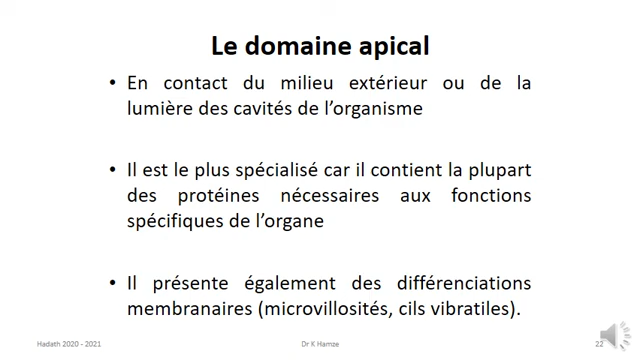 Le domaine apical
• En contact du milieu extérieur ou de la
lumière des cavités de l'organisme
• Il est le plus spécialisé car il contient la plupart
des protéines nécessaires aux fonctions
spécifiques de l'organe
• Il présente également des différenciations
membranaires (microvillosités, cils vibratiles).
Hadath 2020 - 2021
Dr K Hamze
22